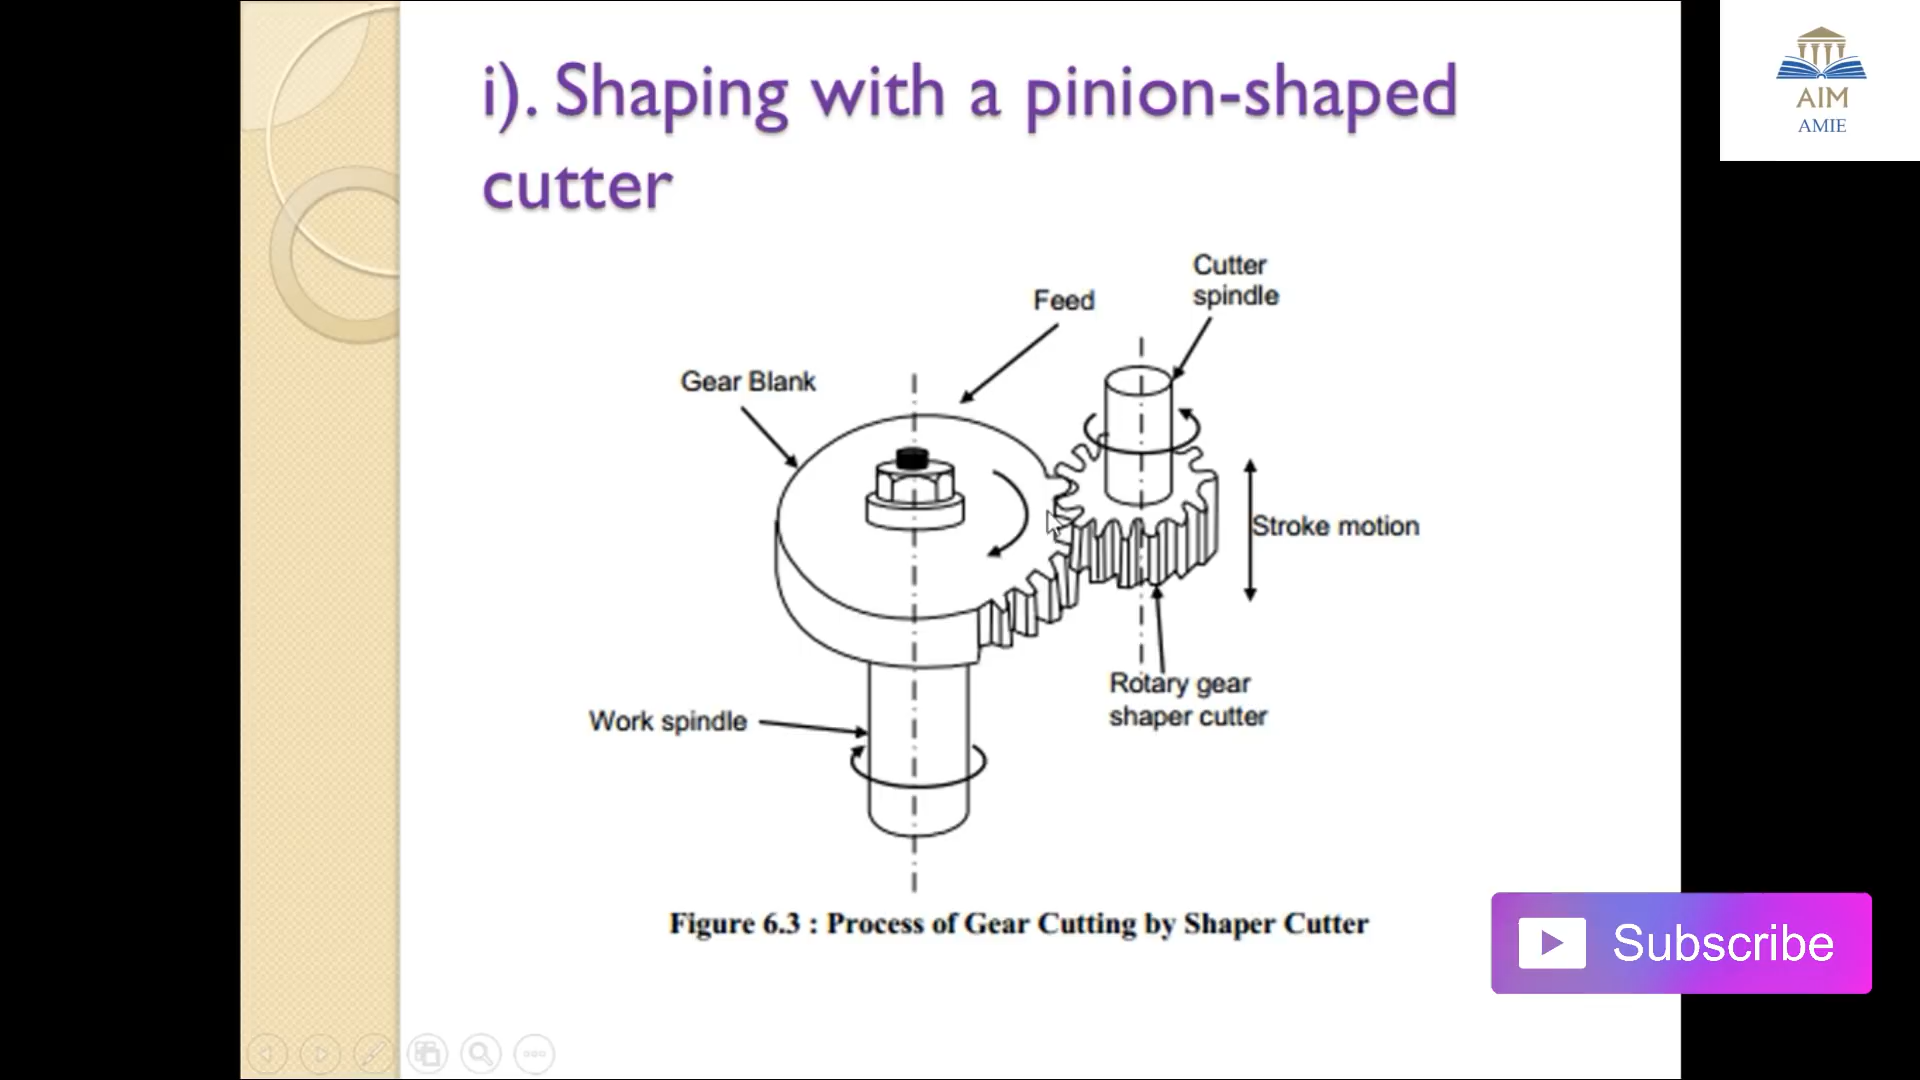 i). Shaping with a pinion-shaped
cutter
AIM
AMIE
Cutter
spindle
Feed
Gear Blank
Stroke motion
Rotary gear
shaper cutter
Work spindle
Figure 6.3 : Process of Gear Cutting by Shaper Cutter
Subscribe